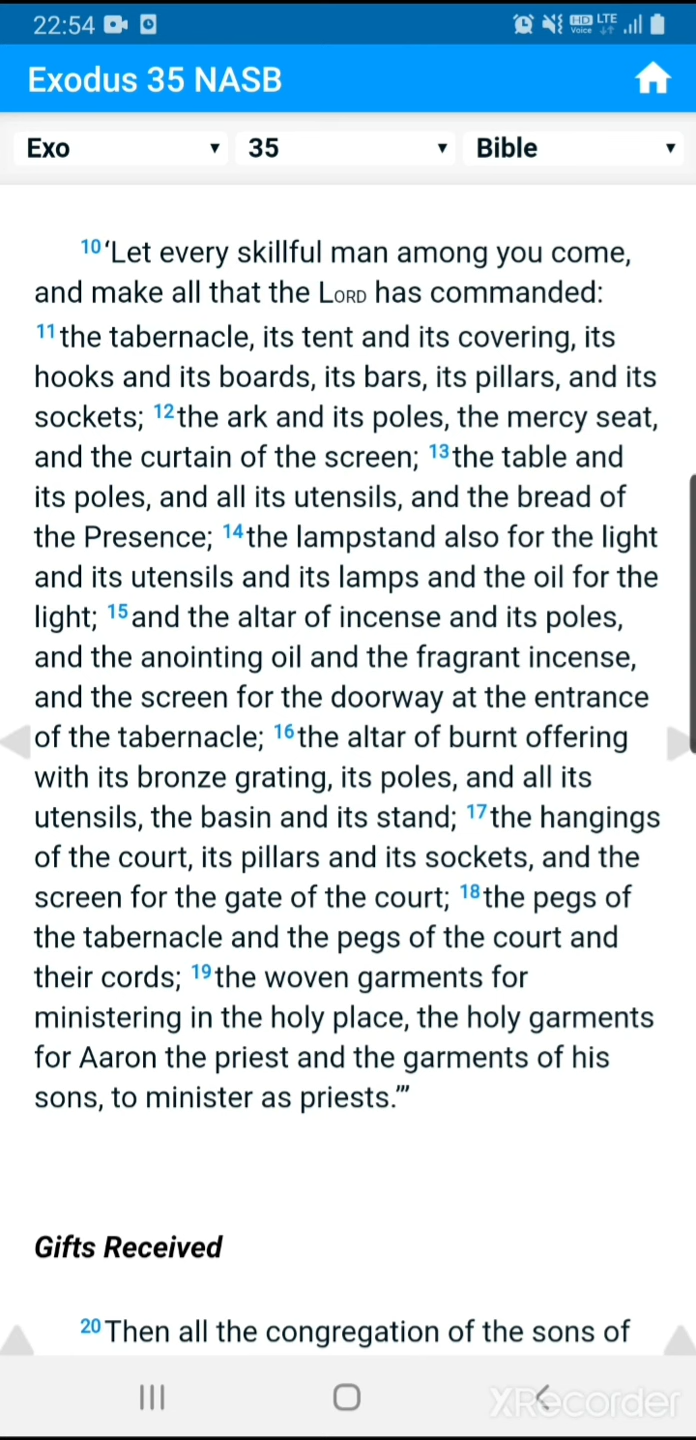 22:54 HD Voice LTE
Exodus 35 NASB
Exo 35 Bible
10 ‘Let every skillful man among you come,
and make all that the LORD has commanded:
11 the tabernacle, its tent and its covering, its
hooks and its boards, its bars, its pillars, and its
sockets; 12 the ark and its poles, the mercy seat,
and the curtain of the screen; 13 the table and
its poles, and all its utensils, and the bread of
the Presence; 14 the lampstand also for the light
and its utensils and its lamps and the oil for the
light; 15 and the altar of incense and its poles,
and the anointing oil and the fragrant incense,
and the screen for the doorway at the entrance
of the tabernacle; 16 the altar of burnt offering
with its bronze grating, its poles, and all its
utensils, the basin and its stand; 17 the hangings
of the court, its pillars and its sockets, and the
screen for the gate of the court; 18 the pegs of
the tabernacle and the pegs of the court and
their cords; 19 the woven garments for
ministering in the holy place, the holy garments
for Aaron the priest and the garments of his
sons, to minister as priests.’”
Gifts Received
20 Then all the congregation of the sons of
XRecorder